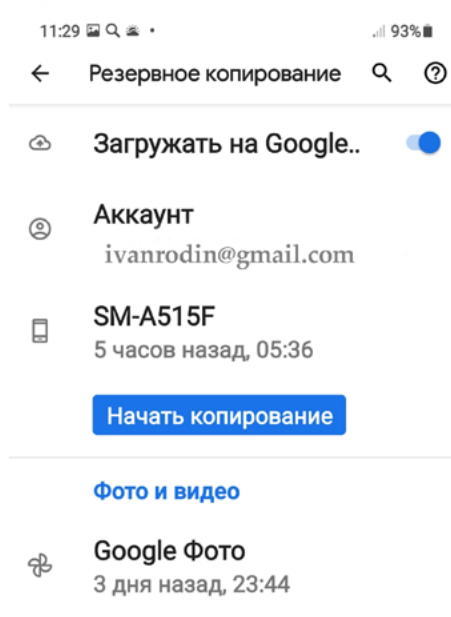 11:29 93%
Резервное копирование
Загружать на Google..
Аккаунт
ivanrodin@gmail.com
SM-A515F
5 часов назад, 05:36
Начать копирование
Фото и видео
Google Фото
3 дня назад, 23:44